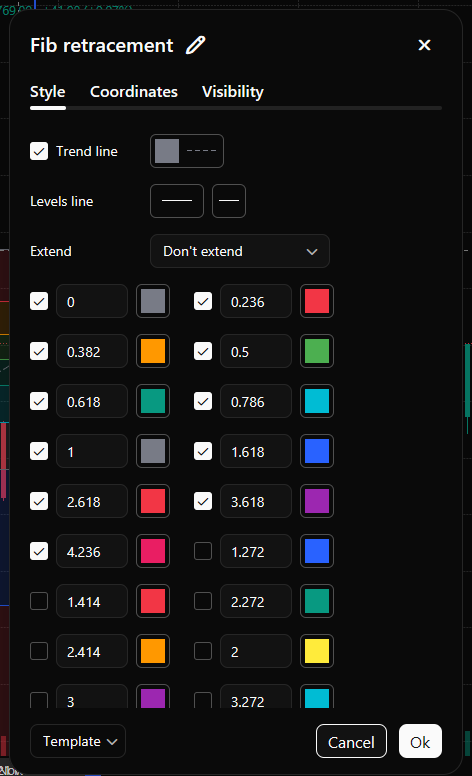 Fib retracement
Style Coordinates Visibility
Trend line
Levels line
Extend Don't extend
0 0.236
0.382 0.5
0.618 0.786
1 1.618
2.618 3.618
4.236 1.272
1.414 2.272
2.414 2
3 3.272
Template Cancel Ok